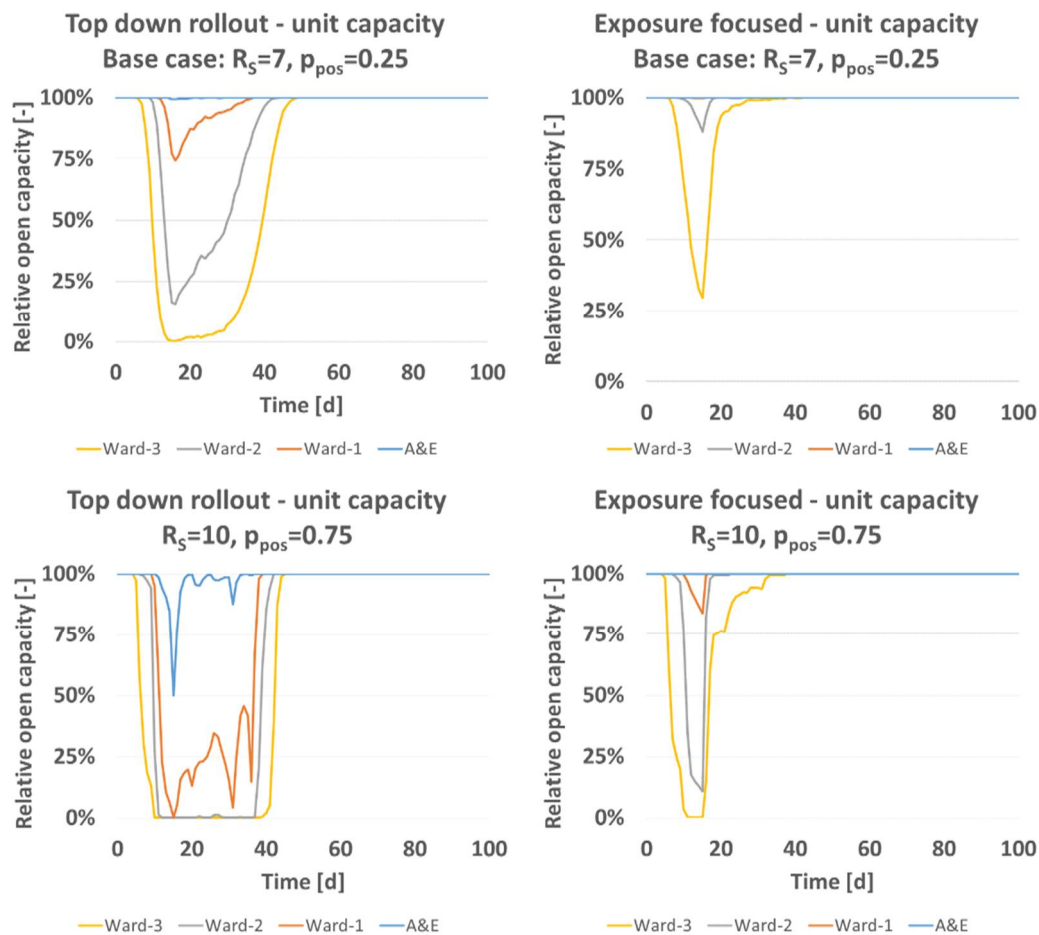 Top down rollout - unit capacity
Base case: RS=7, ppos=0.25
Relative open capacity [-]
100%
75%
50%
25%
0%
0 20 40 60 80 100
Time [d]
Ward-3 Ward-2 Ward-1 A&E
Exposure focused - unit capacity
Base case: RS=7, ppos=0.25
Relative open capacity [-]
100%
75%
50%
25%
0%
0 20 40 60 80 100
Time [d]
Ward-3 Ward-2 Ward-1 A&E
Top down rollout - unit capacity
RS=10, ppos=0.75
Relative open capacity [-]
100%
75%
50%
25%
0%
0 20 40 60 80 100
Time [d]
Ward-3 Ward-2 Ward-1 A&E
Exposure focused - unit capacity
RS=10, ppos=0.75
Relative open capacity [-]
100%
75%
50%
25%
0%
0 20 40 60 80 100
Time [d]
Ward-3 Ward-2 Ward-1 A&E